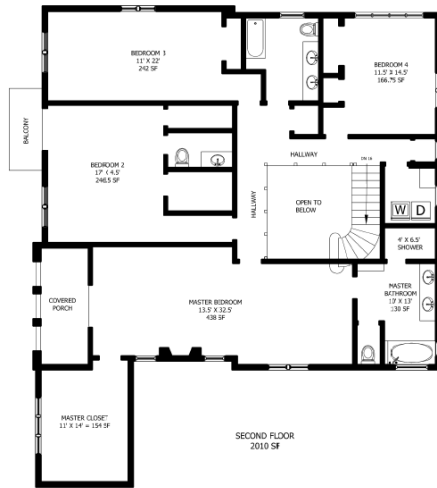 BEDROOM 3
11' X 22'
242 SF
BEDROOM 4
11.5' X 14.5'
166.75 SF
BALCONY
HALLWAY
DN 16
BEDROOM 2
17' X 14.5'
246.5 SF
HALLWAY
OPEN TO
BELOW
W D
4' X 6.5'
SHOWER
COVERED
PORCH
MASTER BEDROOM
13.5' X 32.5'
438 SF
MASTER
BATHROOM
10' X 13'
130 SF
MASTER CLOSET
11' X 14' = 154 SF
SECOND FLOOR
2010 SF